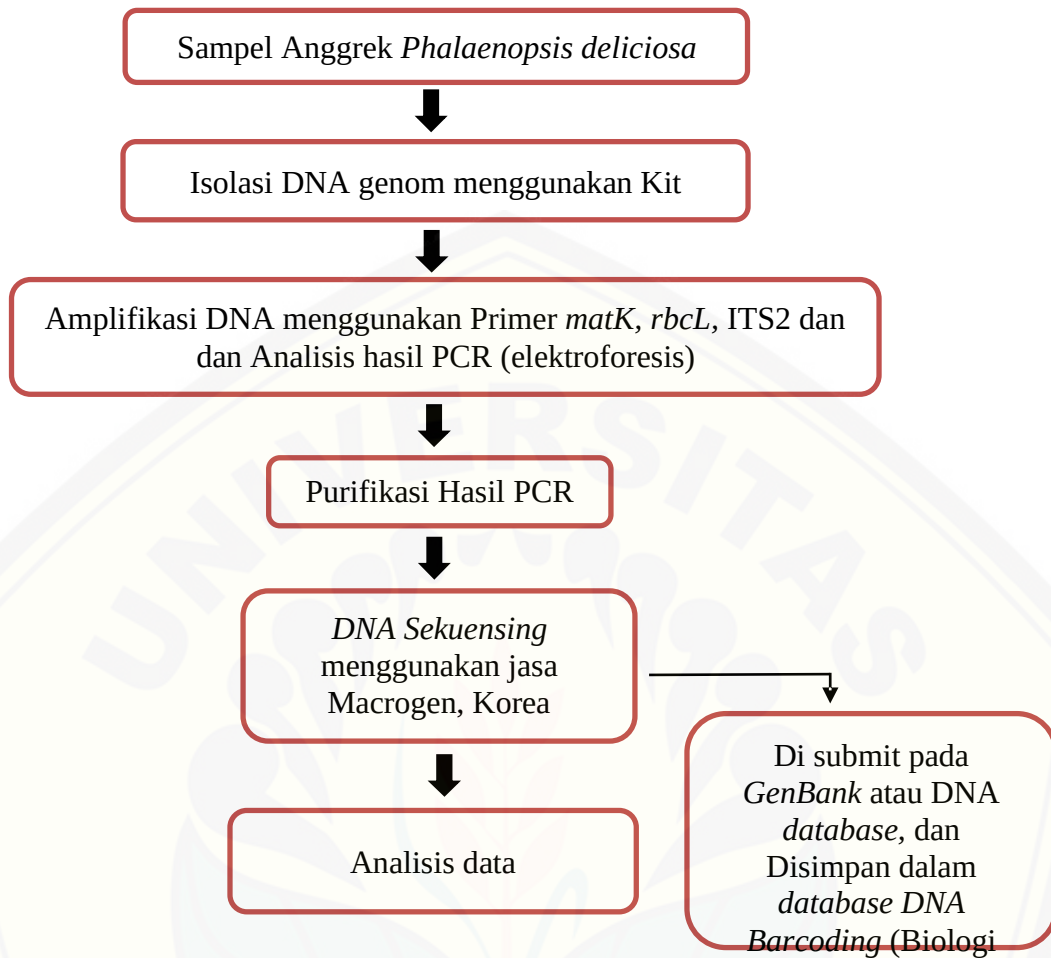 Sampel Anggrek Phalaenopsis deliciosa
Isolasi DNA genom menggunakan Kit
Amplifikasi DNA menggunakan Primer matK, rbcL, ITS2 dan
dan Analisis hasil PCR (elektroforesis)
Purifikasi Hasil PCR
DNA Sekuensing
menggunakan jasa
Macrogen, Korea
Di submit pada
GenBank atau DNA
database, dan
Disimpan dalam
database DNA
Barcoding (Biologi
Analisis data
UNIVERSITAS